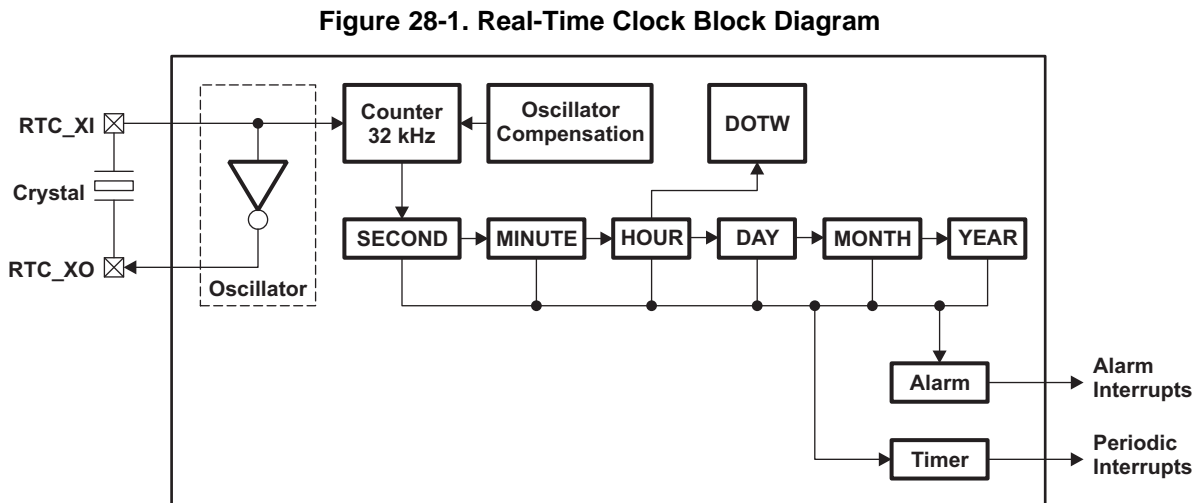 Figure 28-1. Real-Time Clock Block Diagram
RTC_XI
Crystal
RTC_XO
Oscillator
Counter
32 kHz
Oscillator
Compensation
DOTW
SECOND
MINUTE
HOUR
DAY
MONTH
YEAR
Alarm
Alarm
Interrupts
Timer
Periodic
Interrupts